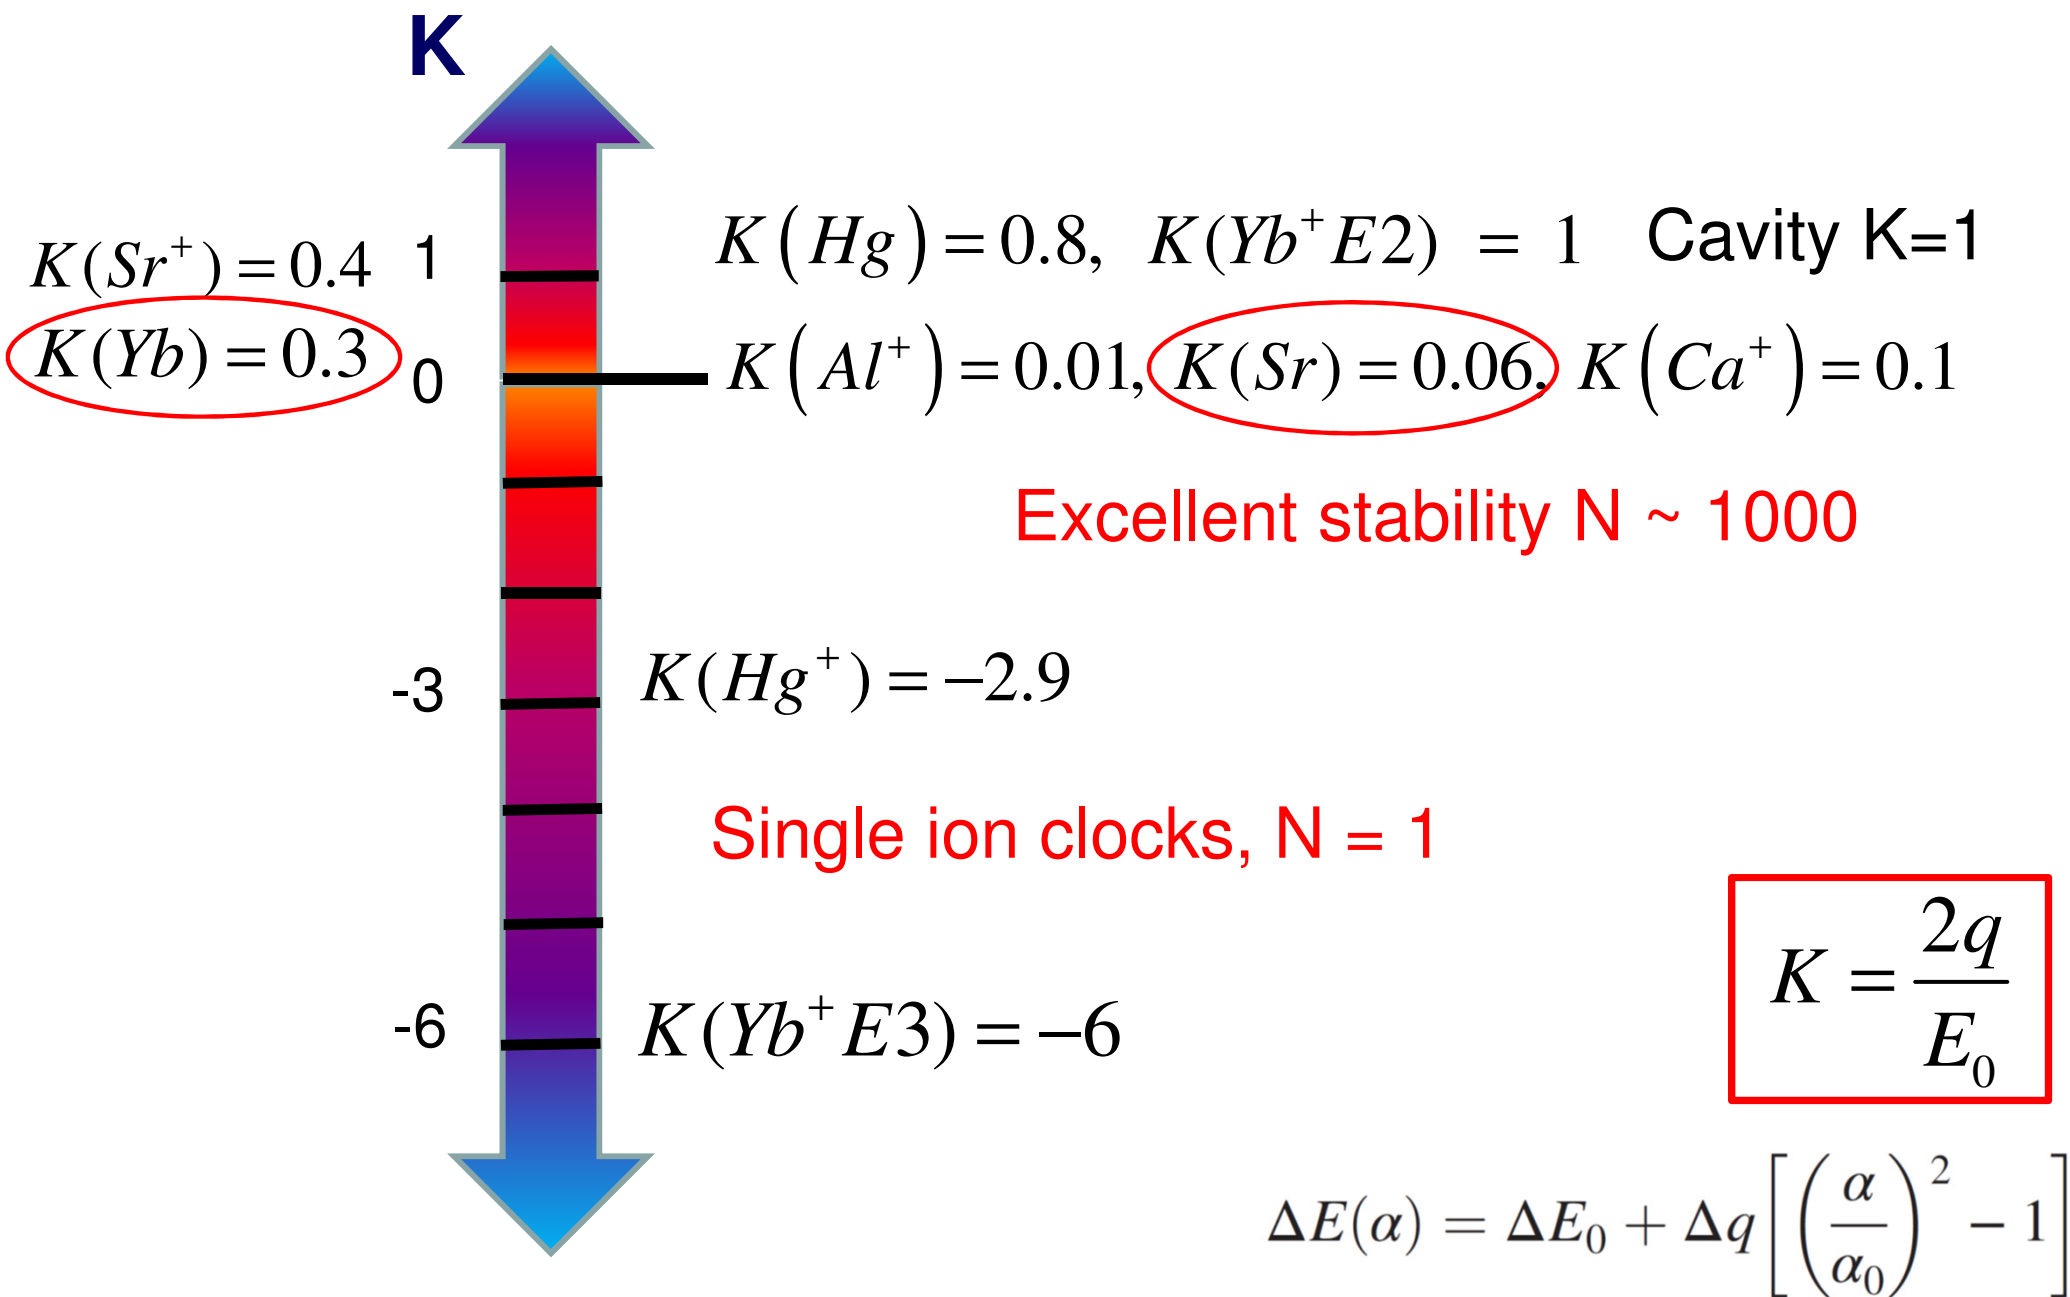 K
K(Sr⁺) = 0.4
1
K(Hg) = 0.8, K(Yb⁺E2) = 1
Cavity K=1
K(Yb) = 0.3
0
K(Al⁺) = 0.01, K(Sr) = 0.06, K(Ca⁺) = 0.1
Excellent stability N ~ 1000
-3
K(Hg⁺) = −2.9
Single ion clocks, N = 1
-6
K(Yb⁺E3) = −6
K = 2q/E₀
ΔE(α) = ΔE₀ + Δq[(α/α₀)² − 1]